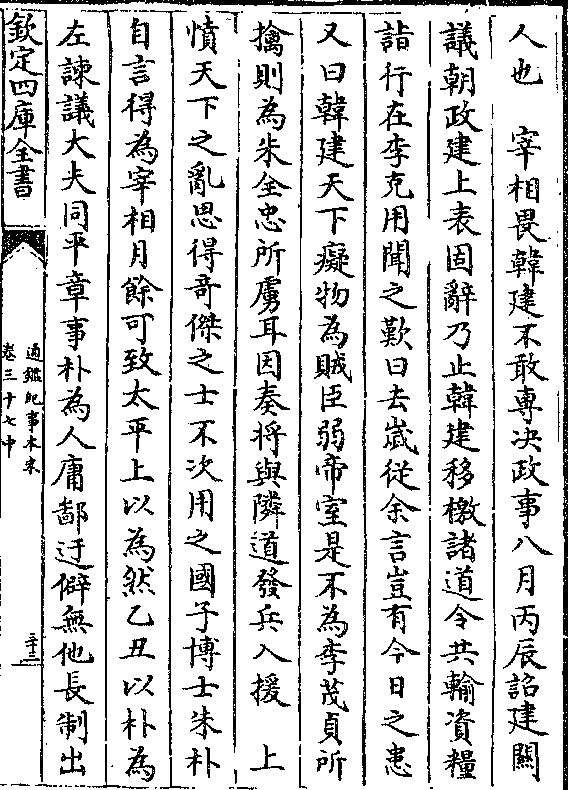 人也　宰相畏韓建不敢專决政事八月丙辰詔建關
議朝政建上表固辭乃止韓建移檄諸道令共輸資糧
詣行在李克用聞之歎曰去歲從余言豈有今日之患
又曰韓建天下癡物為賊臣弱帝室是不為李茂貞所
擒則為朱全忠所虜耳因奏將與隣道發兵入援　上
憤天下之亂思得竒傑之士不次用之國子博士朱朴
自言得為宰相月餘可致太平上以為然乙丑以朴為
左諫議大夫同平章事朴為人庸鄙迂僻無他長制出
欽定四庫全書
通鑑紀事本末
卷三十七中
三十三